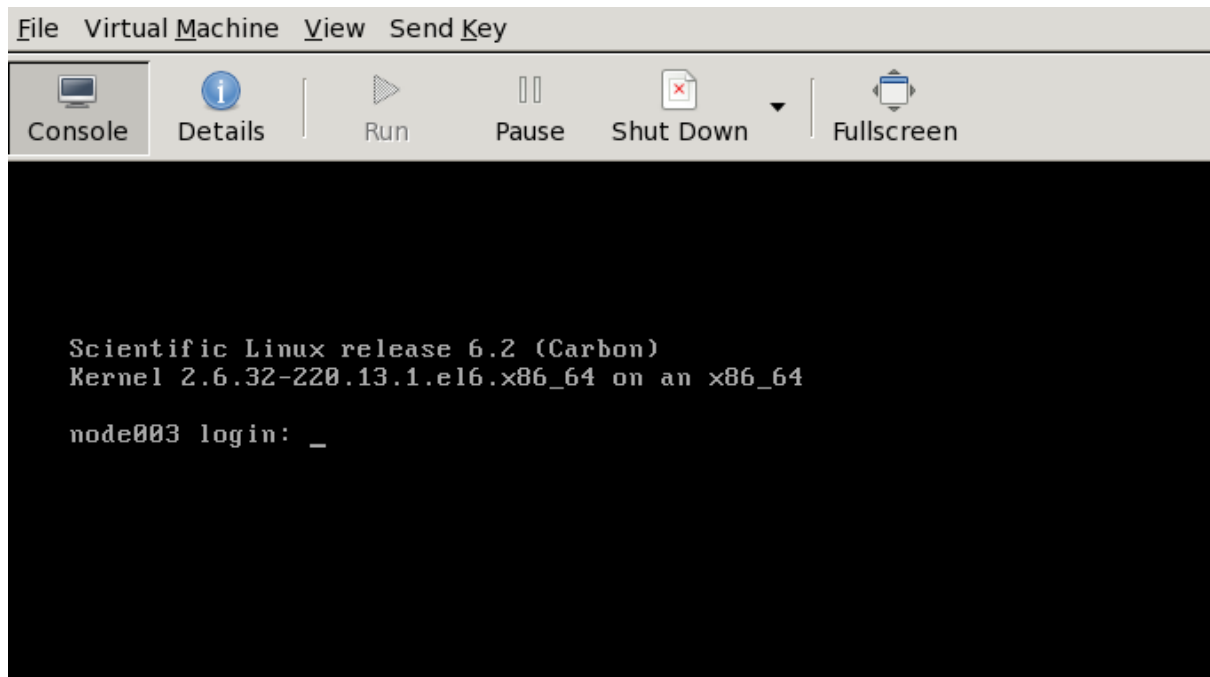 File Virtual Machine View Send Key
Console Details Run Pause Shut Down Fullscreen
Scientific Linux release 6.2 (Carbon)
Kernel 2.6.32-220.13.1.el6.x86_64 on an x86_64
node003 login: _